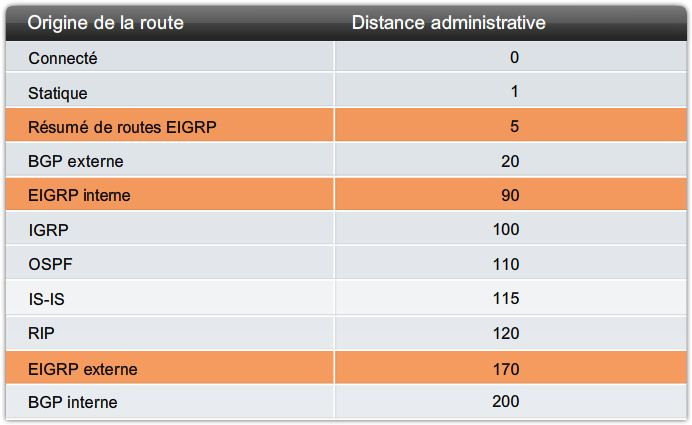 Origine de la route Distance administrative
Connecté 0
Statique 1
Résumé de routes EIGRP 5
BGP externe 20
EIGRP interne 90
IGRP 100
OSPF 110
IS-IS 115
RIP 120
EIGRP externe 170
BGP interne 200